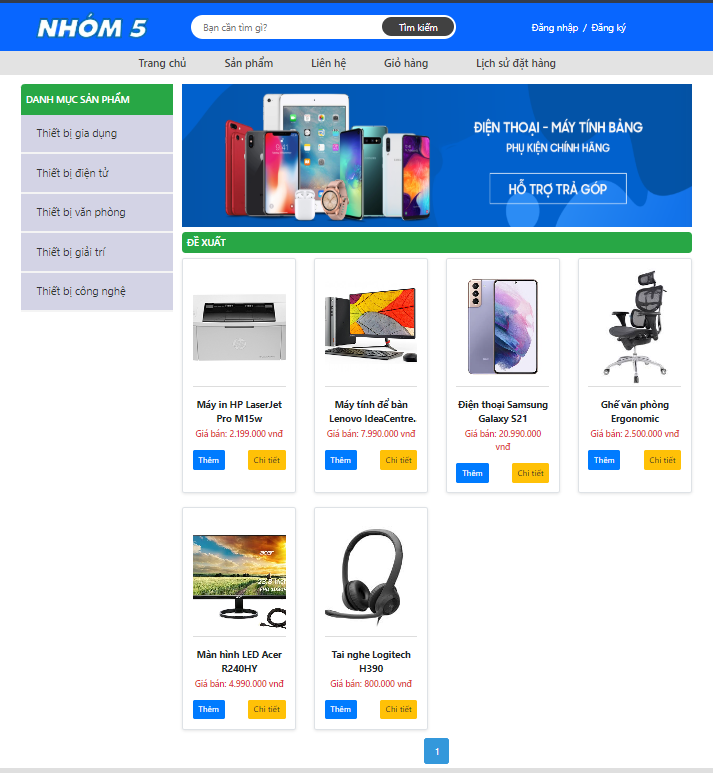 NHÓM 5
Bạn cần tìm gì?
Tìm kiếm
Đăng nhập / Đăng ký
Trang chủ
Sản phẩm
Liên hệ
Giỏ hàng
Lịch sử đặt hàng
DANH MỤC SẢN PHẨM
Thiết bị gia dụng
Thiết bị điện tử
Thiết bị văn phòng
Thiết bị giải trí
Thiết bị công nghệ
ĐIỆN THOẠI - MÁY TÍNH BẢNG
PHỤ KIỆN CHÍNH HÃNG
HỖ TRỢ TRẢ GÓP
ĐỀ XUẤT
Máy in HP LaserJet
Pro M15w
Giá bán: 2.199.000 vnđ
Thêm
Chi tiết
Máy tính để bàn
Lenovo IdeaCentre.
Giá bán: 7.990.000 vnđ
Thêm
Chi tiết
Điện thoại Samsung
Galaxy S21
Giá bán: 20.990.000
vnđ
Thêm
Chi tiết
Ghế văn phòng
Ergonomic
Giá bán: 2.500.000 vnđ
Thêm
Chi tiết
acer
Màn hình LED Acer
R240HY
Giá bán: 4.990.000 vnđ
Thêm
Chi tiết
Tai nghe Logitech
H390
Giá bán: 800.000 vnđ
Thêm
Chi tiết
1